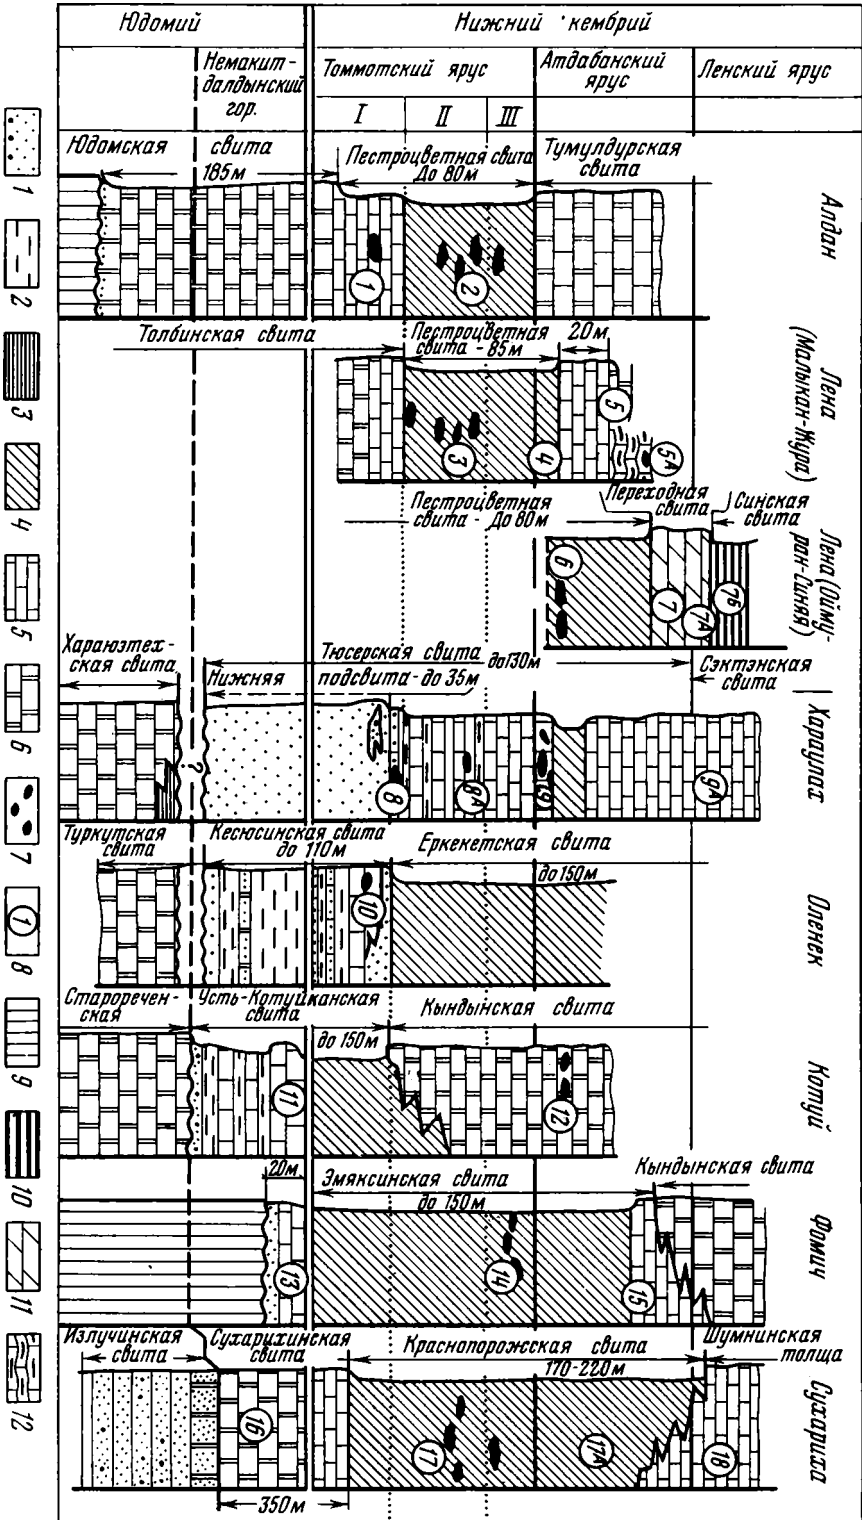 Юдомий
Нижний кембрий
Немакит-
далдынский
гор.
Томмотский ярус
Атдабанский
ярус
Ленский ярус
I
II
III
Юдомская свита
185м
Пестроцветная свита
До 80м
Тумулдурская
свита
Алдан
1
2
Толбинская свита
Пестроцветная
свита - 85м
20м
Лена
(Малыкан-Жура)
3
4
5
5А
Пестроцветная
свита - До 80м
Переходная
свита
Синская
свита
Лена (Ойму-
ран-Синяя)
6
7
7А
7Б
Хараюэтех-
ская свита
Тюсерская свита
до 130м
Нижняя подсвита - до 35м
Сэктэнская
свита
Хараулах
?
8
8А
9
9А
Туркутская
свита
Кесюсинская свита
до 110м
Еркекетская свита
до 150м
Оленек
10
Старореченская
Усть-Котуйканская
свита
до 150м
Кындынская свита
Котуй
11
12
20м
Эмяксинская свита
до 150м
Кындынская свита
Фомич
13
14
15
Излучинская
свита
Сухарихинская
свита
Краснопорожская свита
170-220м
Шумнинская
толща
Сухариха
16
17
17А
18
350м
1
2
3
4
5
6
7
1
8
9
10
11
12